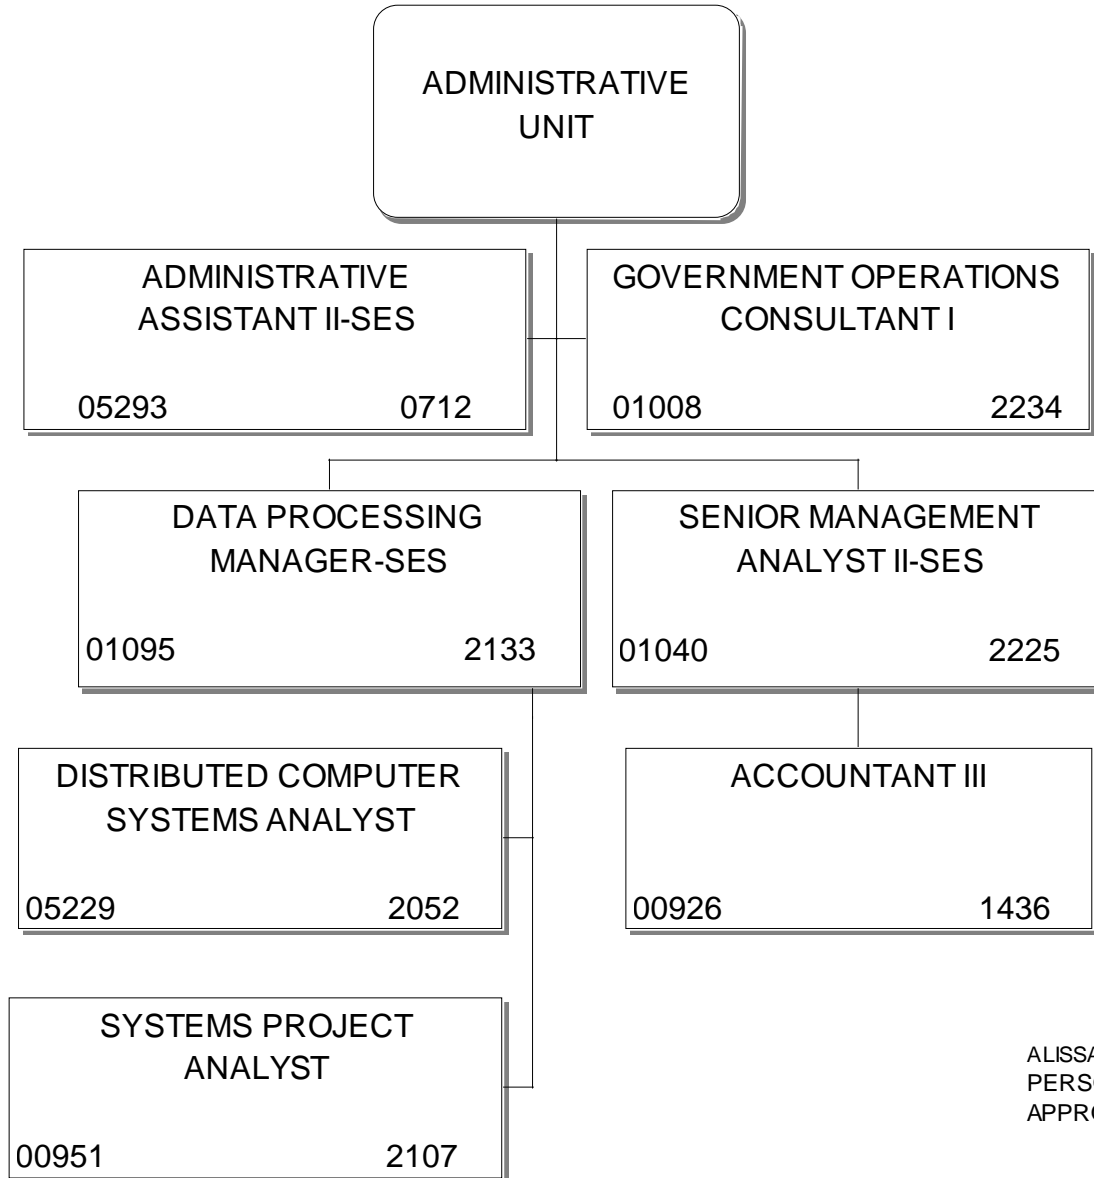 ADMINISTRATIVE
UNIT
ADMINISTRATIVE
ASSISTANT II-SES
05293 0712
GOVERNMENT OPERATIONS
CONSULTANT I
01008 2234
DATA PROCESSING
MANAGER-SES
01095 2133
SENIOR MANAGEMENT
ANALYST II-SES
01040 2225
DISTRIBUTED COMPUTER
SYSTEMS ANALYST
05229 2052
ACCOUNTANT III
00926 1436
SYSTEMS PROJECT
ANALYST
00951 2107
ALISSA